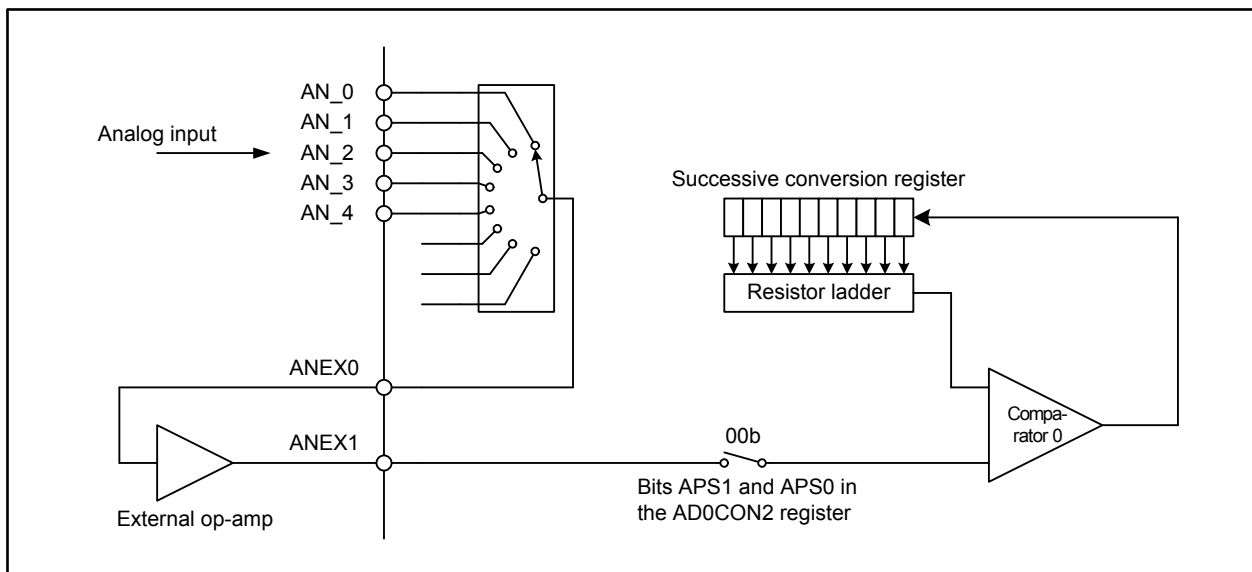 AN_0
AN_1
Analog input
AN_2
AN_3
AN_4
Successive conversion register
Resistor ladder
ANEX0
Compa-
rator 0
ANEX1
00b
Bits APS1 and APS0 in
the AD0CON2 register
External op-amp